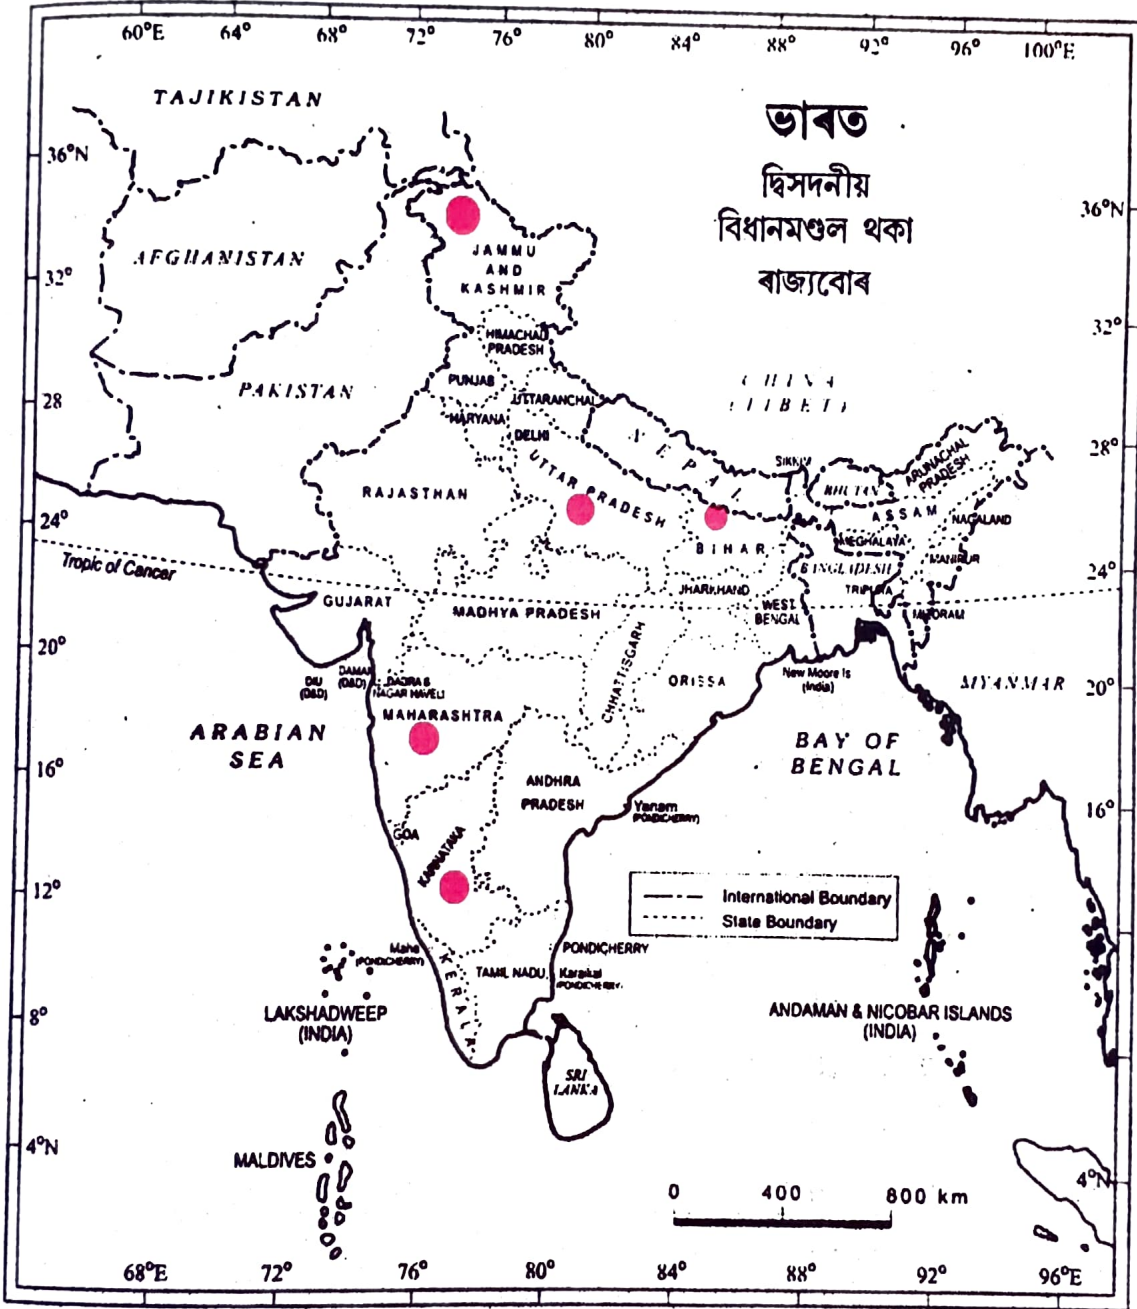 60°E 64° 68° 72° 76° 80° 84° 88° 92° 96° 100°E
TAJIKISTAN
ভাৰত
দ্বিসদনীয়
বিধানমণ্ডল থকা
ৰাজ্যবোৰ
36°N
36°N
AFGHANISTAN
JAMMU
AND
KASHMIR
32°
32°
HIMACHAL
PRADESH
PUNJAB
PAKISTAN
CHINA
(TIBET)
28
UTTARANCHAL
HARYANA
DELHI
NEPAL
SIKKIM
BHUTAN
ARUNACHAL
PRADESH
28°
RAJASTHAN
UTTAR PRADESH
ASSAM
NAGALAND
24°
BIHAR
MEGHALAYA
MANIPUR
BANGLADESH
24°
Tropic of Cancer
GUJARAT
MADHYA PRADESH
JHARKHAND
WEST
BENGAL
TRIPURA
MIZORAM
20°
DIU
(D&D)
DAMAN
(D&D)
DADRA &
NAGAR HAVELI
CHHATTISGARH
ORISSA
New Moore Is
(India)
MYANMAR
20°
MAHARASHTRA
ARABIAN
SEA
BAY OF
BENGAL
16°
ANDHRA
PRADESH
Yanam
(PONDICHERRY)
16°
GOA
KARNATAKA
12°
International Boundary
State Boundary
Mahe
(PONDICHERRY)
KERALA
TAMIL NADU
PONDICHERRY
Karaikal
(PONDICHERRY)
8°
LAKSHADWEEP
(INDIA)
ANDAMAN & NICOBAR ISLANDS
(INDIA)
SRI
LANKA
4°N
MALDIVES
4°N
0 400 800 km
68°E 72° 76° 80° 84° 88° 92° 96°E